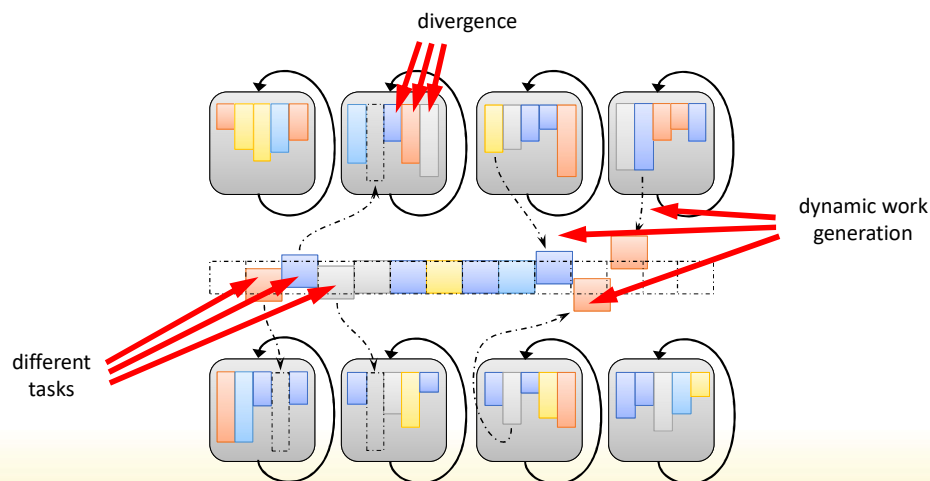 divergence
dynamic work
generation
different
tasks